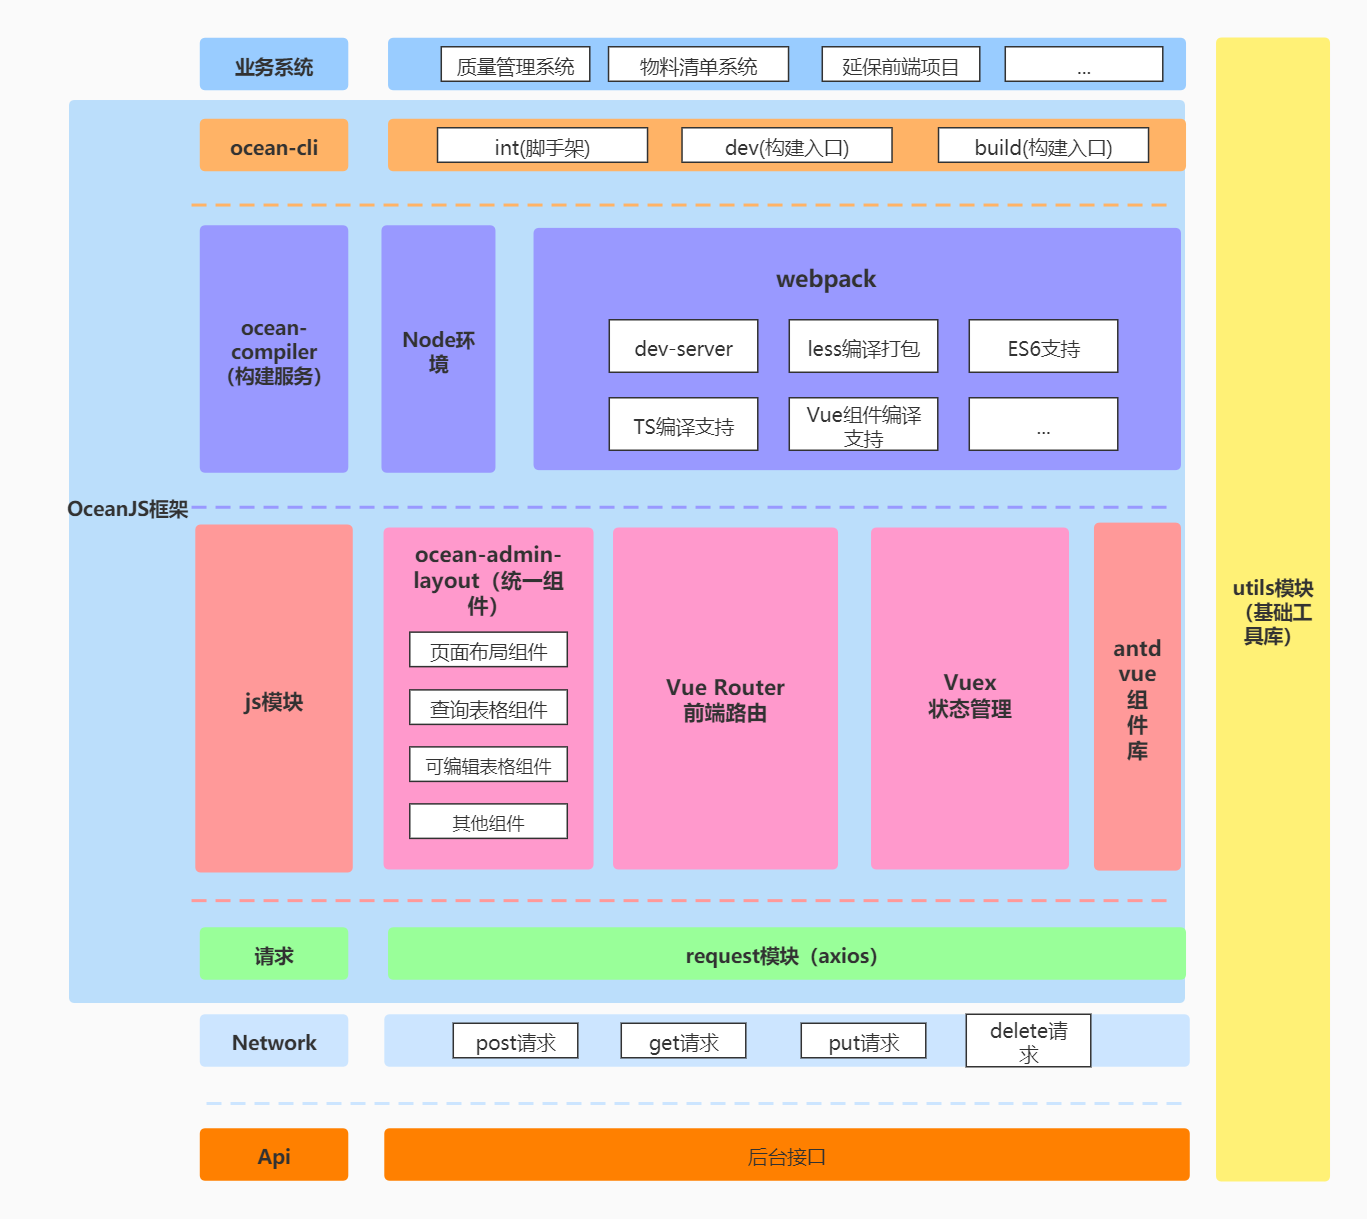 业务系统
质量管理系统
物料清单系统
延保前端项目
...
ocean-cli
int(脚手架)
dev(构建入口)
build(构建入口)
ocean-
compiler
（构建服务）
Node环
境
webpack
dev-server
less编译打包
ES6支持
TS编译支持
Vue组件编译
支持
...
OceanJS框架
js模块
ocean-admin-
layout（统一组
件）
页面布局组件
查询表格组件
可编辑表格组件
其他组件
Vue Router
前端路由
Vuex
状态管理
antd
vue
组
件
库
请求
request模块（axios）
Network
post请求
get请求
put请求
delete请
求
Api
后台接口
utils模块
（基础工
具库）